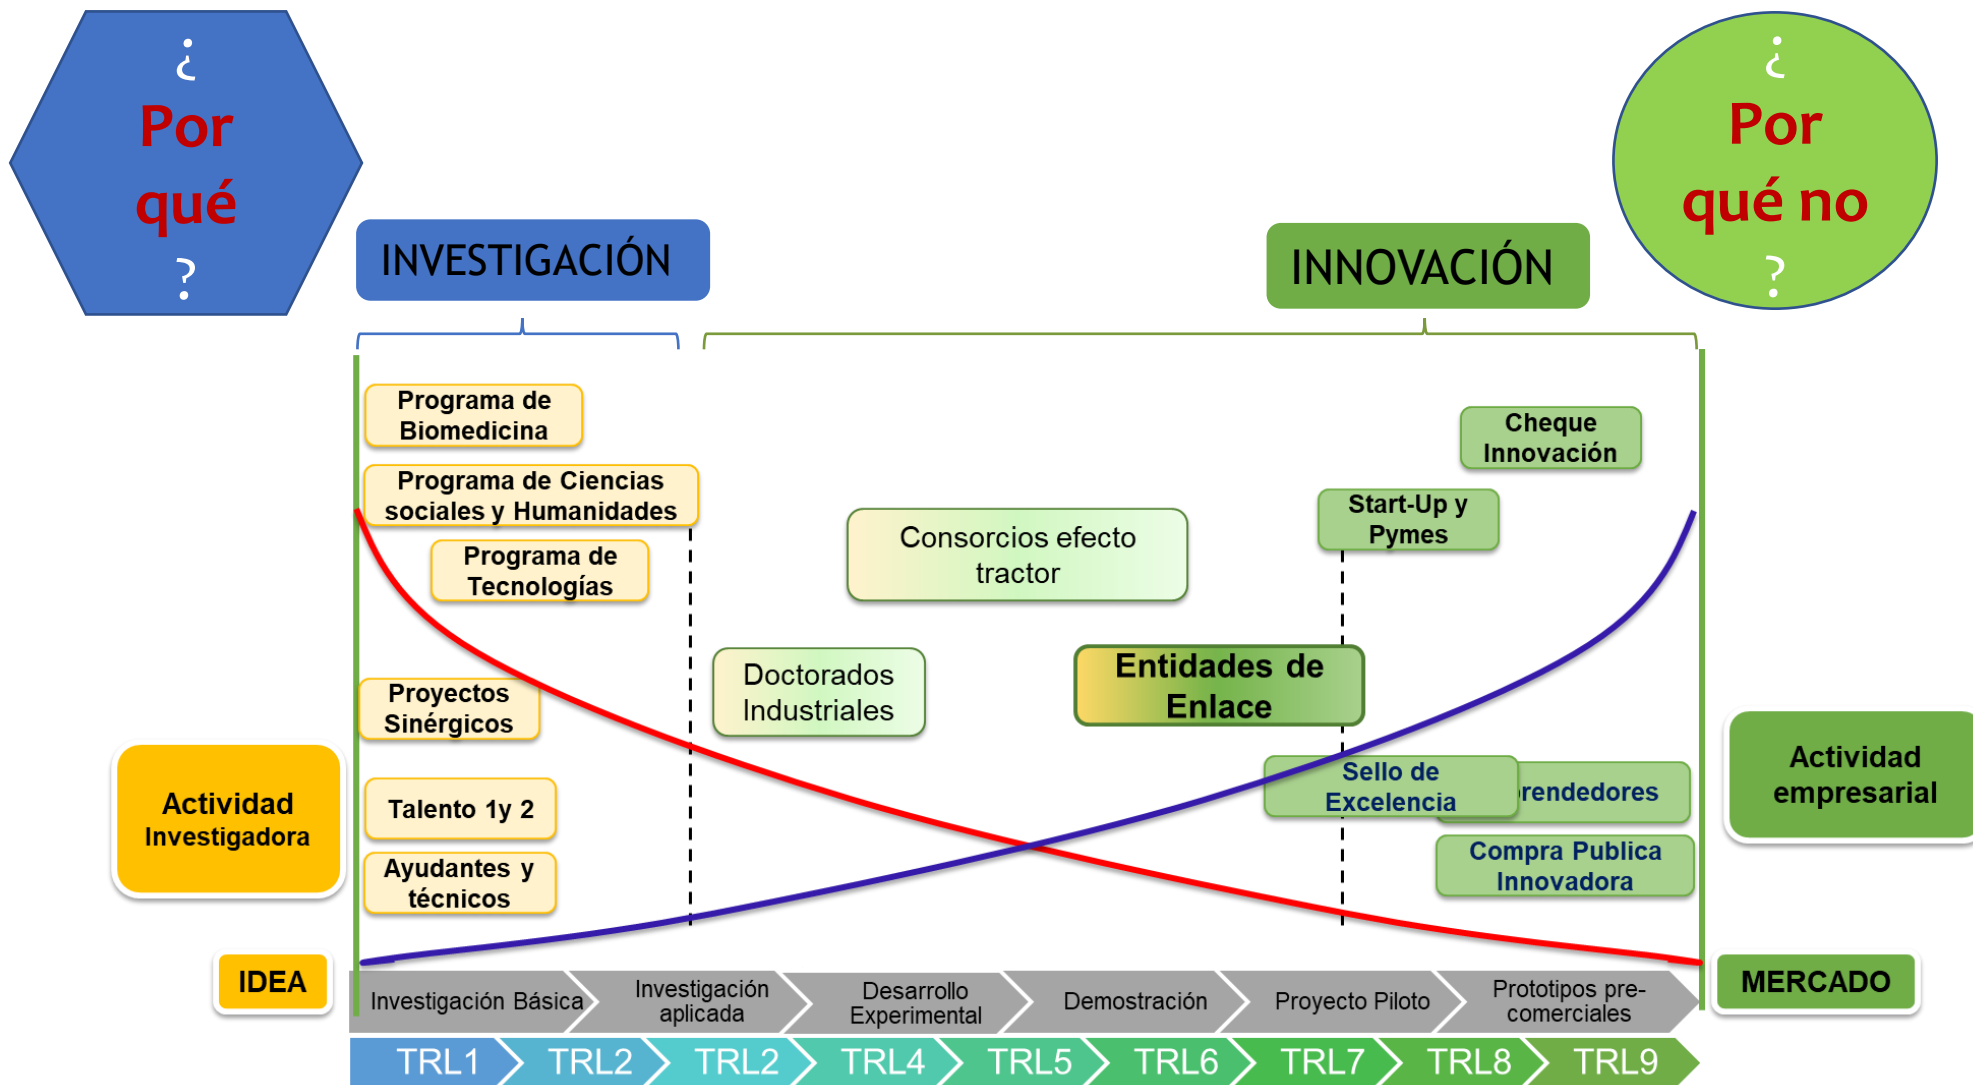 ¿
Por
qué
?
¿
Por
qué no
?
INVESTIGACIÓN
INNOVACIÓN
Programa de
Biomedicina
Programa de Ciencias
sociales y Humanidades
Programa de
Tecnologías
Proyectos
Sinérgicos
Talento 1y 2
Ayudantes y
técnicos
Consorcios efecto
tractor
Doctorados
Industriales
Entidades de
Enlace
Cheque
Innovación
Start-Up y
Pymes
Sello de
Excelencia
prendedores
Compra Publica
Innovadora
Actividad
Investigadora
Actividad
empresarial
IDEA
MERCADO
Investigación Básica
Investigación
aplicada
Desarrollo
Experimental
Demostración
Proyecto Piloto
Prototipos pre-
comerciales
TRL1
TRL2
TRL2
TRL4
TRL5
TRL6
TRL7
TRL8
TRL9